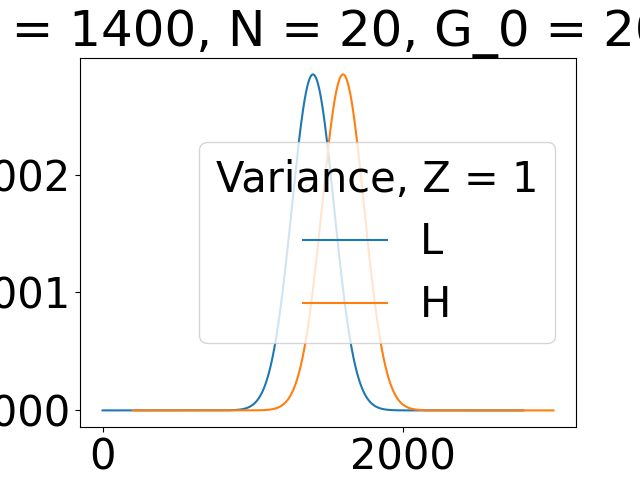 = 1400, N = 20, G_0 = 20
Variance, Z = 1
L
H
002
001
000
0 2000